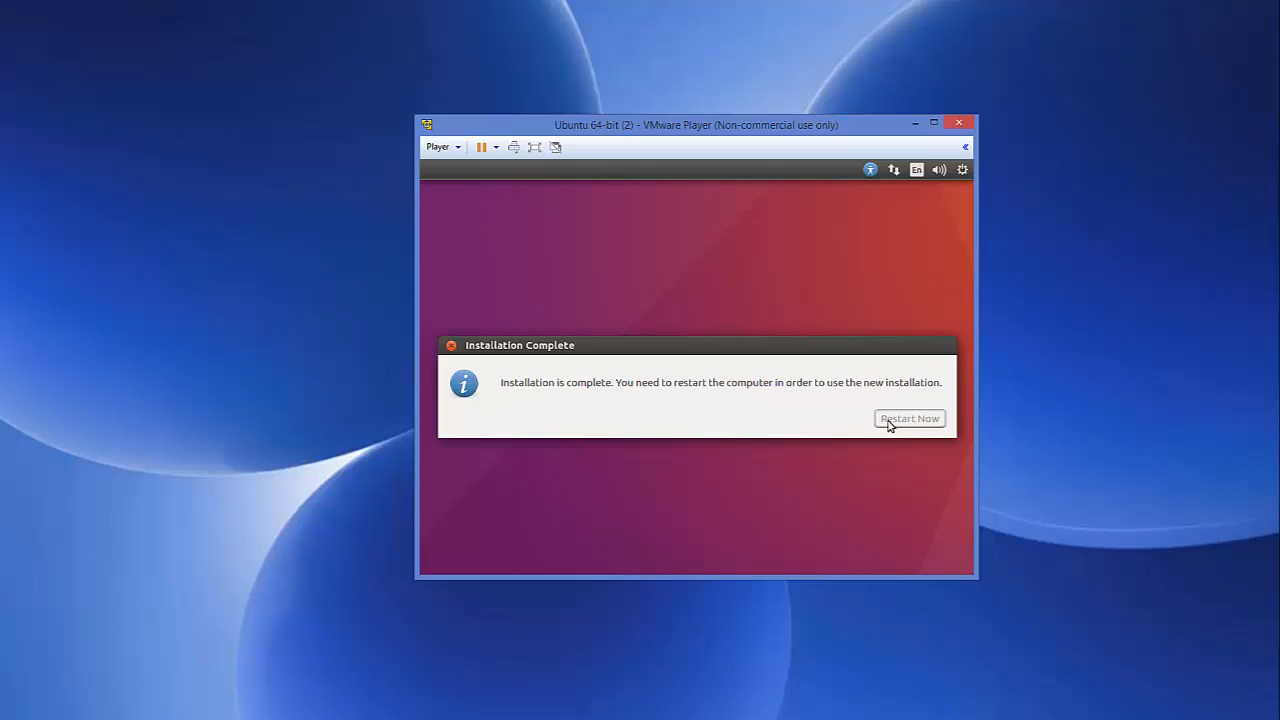 Ubuntu 64-bit (2) - VMware Player (Non-commercial use only)
Player
En
Installation Complete
Installation is complete. You need to restart the computer in order to use the new installation.
Restart Now